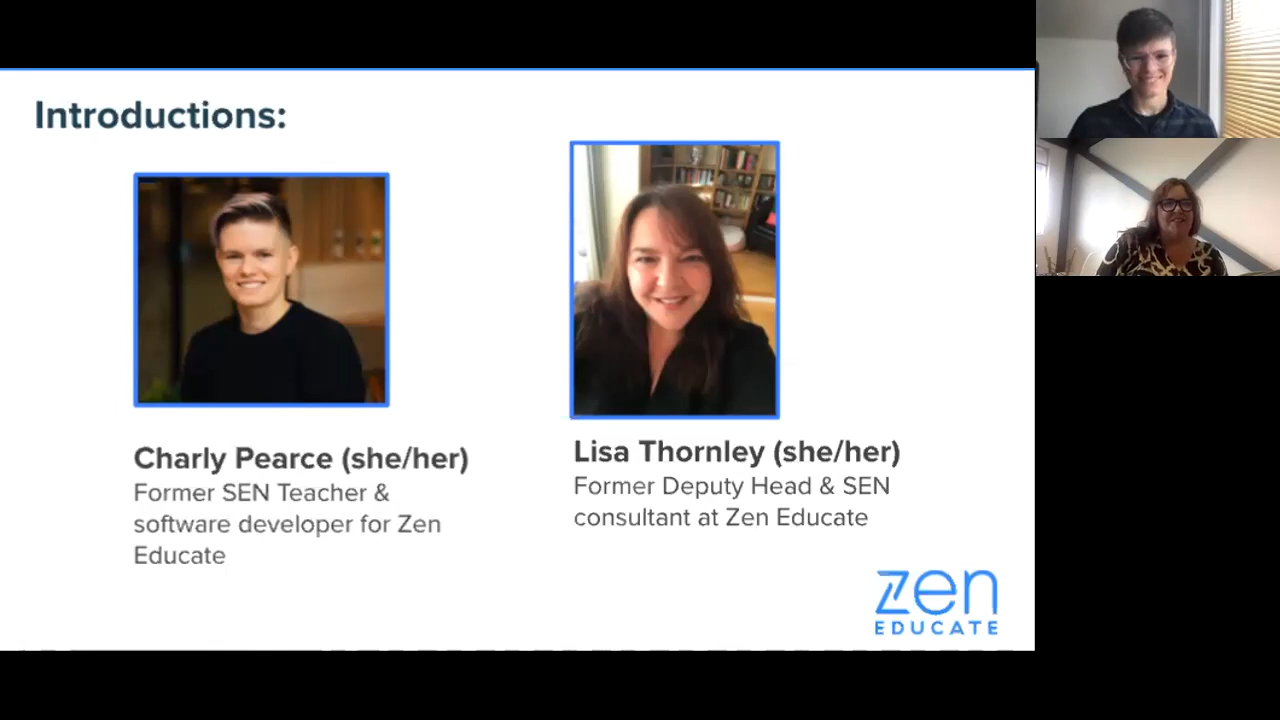 Introductions:
Charly Pearce (she/her)
Former SEN Teacher &
software developer for Zen
Educate
Lisa Thornley (she/her)
Former Deputy Head & SEN
consultant at Zen Educate
zen
EDUCATE